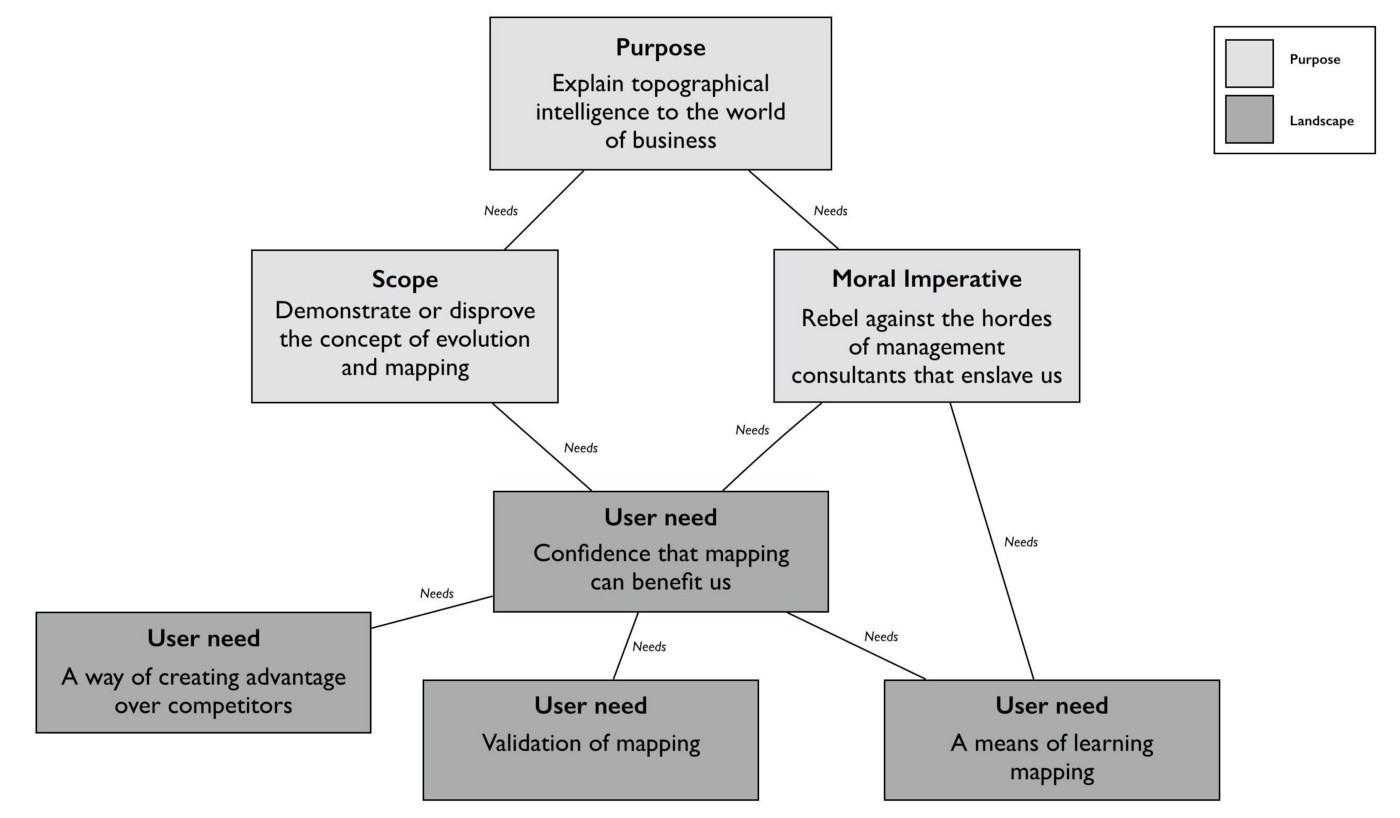 Purpose
Explain topographical
intelligence to the world
of business
Purpose
Landscape
Needs
Needs
Scope
Demonstrate or disprove
the concept of evolution
and mapping
Moral Imperative
Rebel against the hordes
of management
consultants that enslave us
Needs
Needs
User need
Confidence that mapping
can benefit us
Needs
Needs
Needs
Needs
User need
A way of creating advantage
over competitors
User need
Validation of mapping
User need
A means of learning
mapping